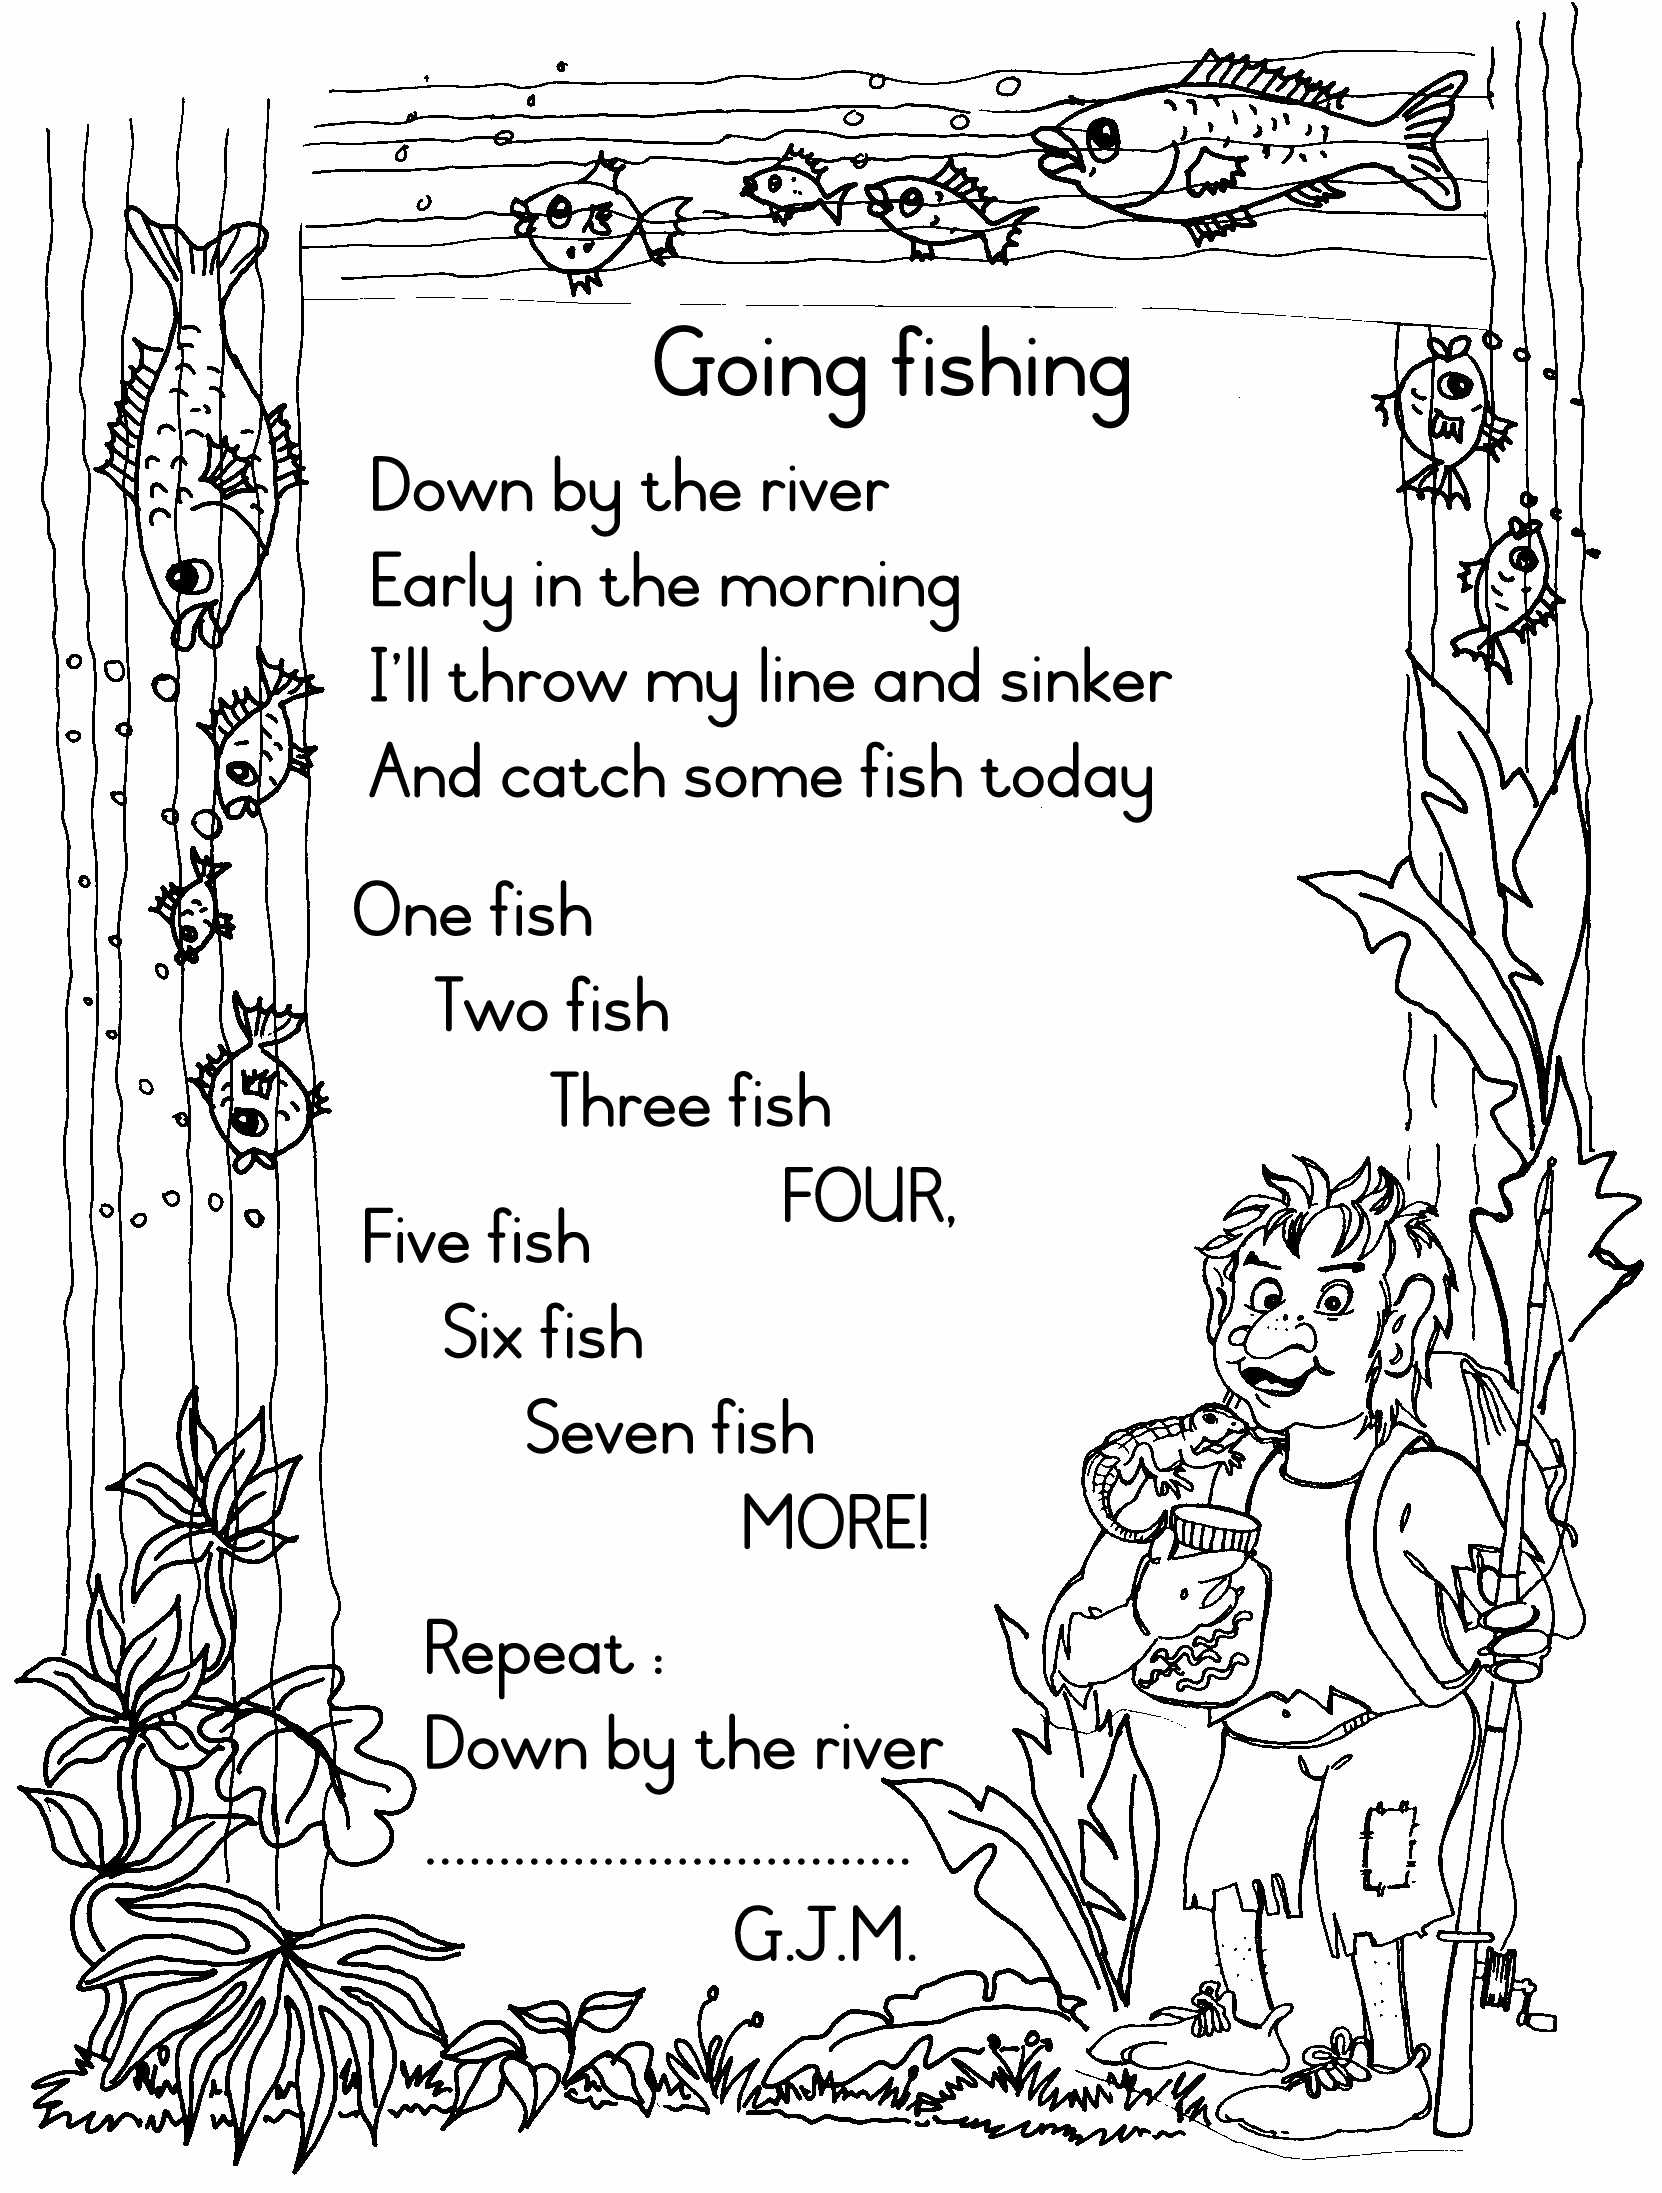 Going fishing
Down by the river
Early in the morning
I'll throw my line and sinker
And catch some fish today
One fish
Two fish
Three fish
FOUR,
Five fish
Six fish
Seven fish
MORE!
Repeat :
Down by the river
.................................
G.J.M.